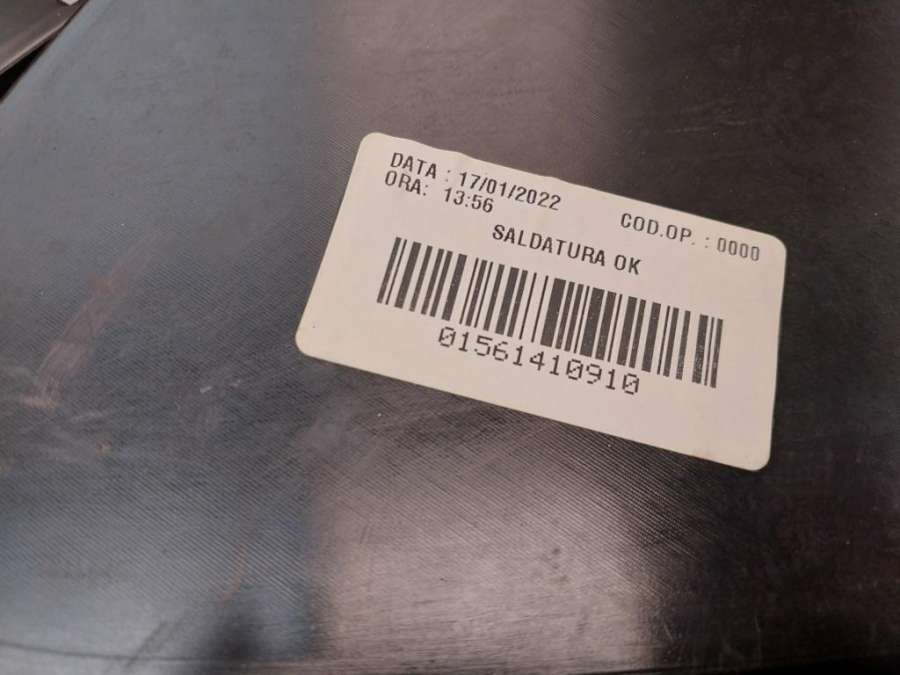 DATA : 17/01/2022
ORA: 13:56
COD.OP. : 0000
SALDATURA OK
01561410910